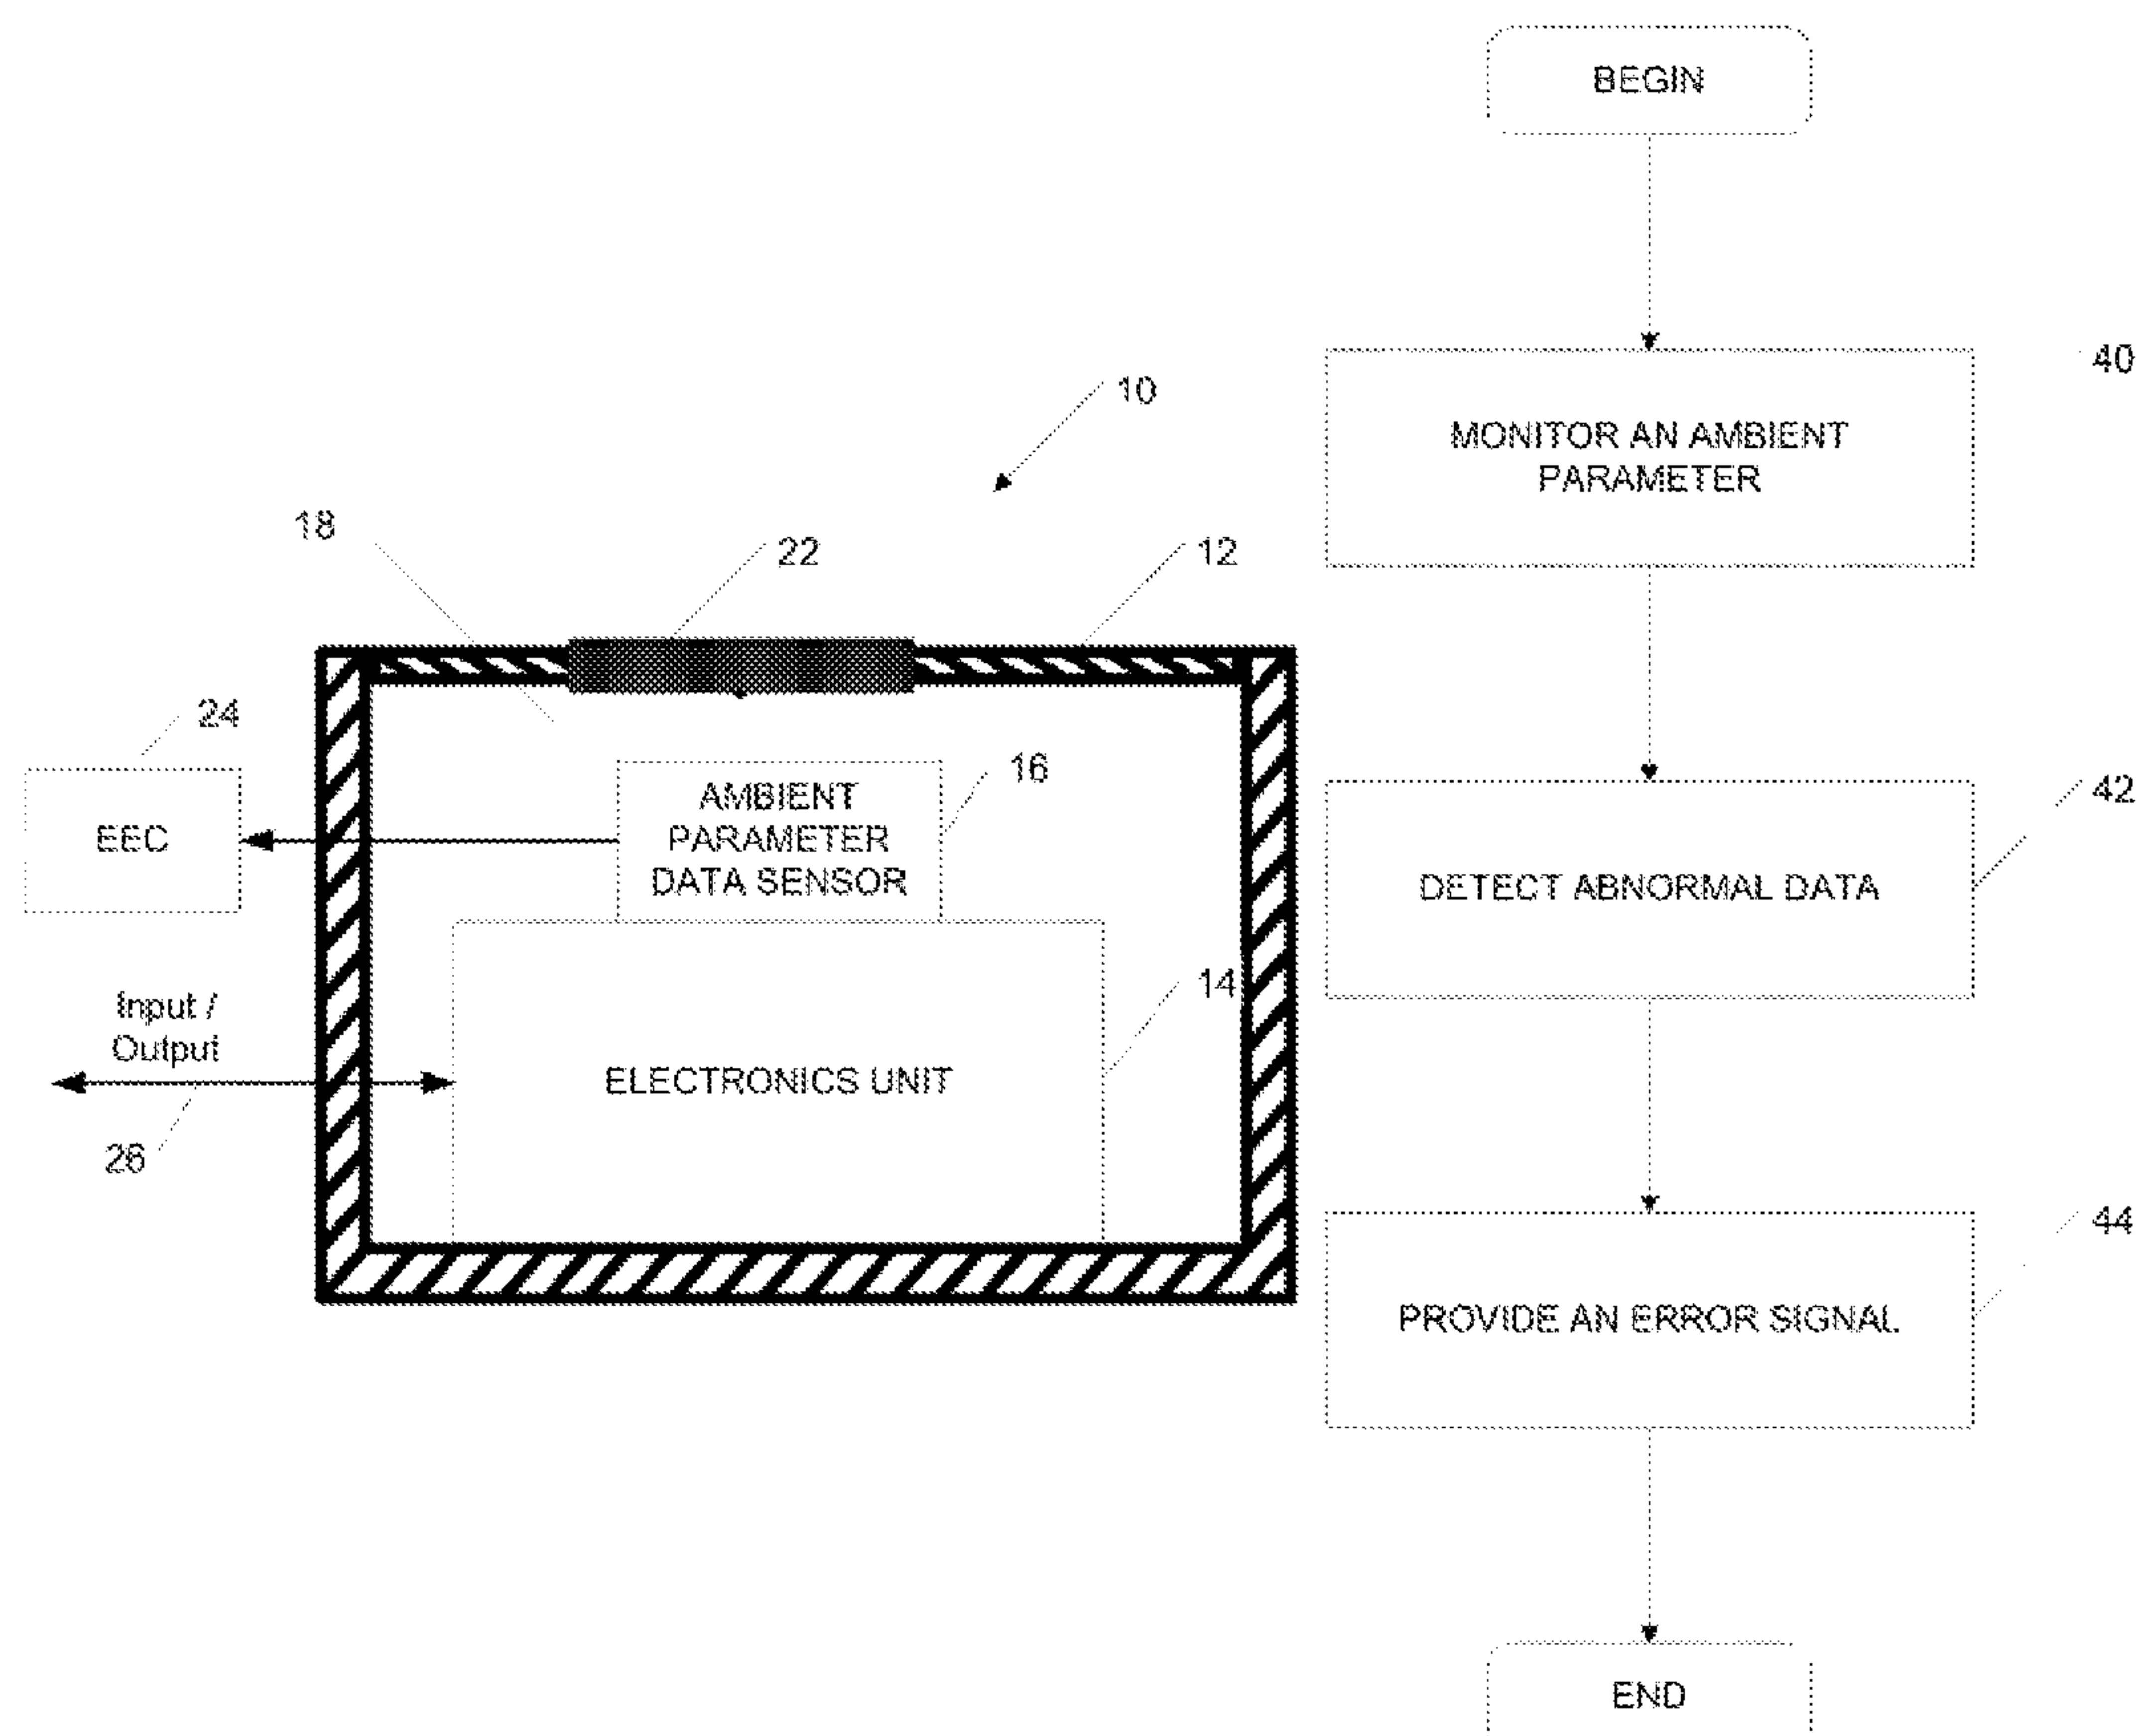 BEGIN
40
MONITOR AN AMBIENT
PARAMETER
10
18
22
12
24
EEC
AMBIENT
PARAMETER
DATA SENSOR
16
42
DETECT ABNORMAL DATA
Input /
Output
26
14
ELECTRONICS UNIT
44
PROVIDE AN ERROR SIGNAL
END